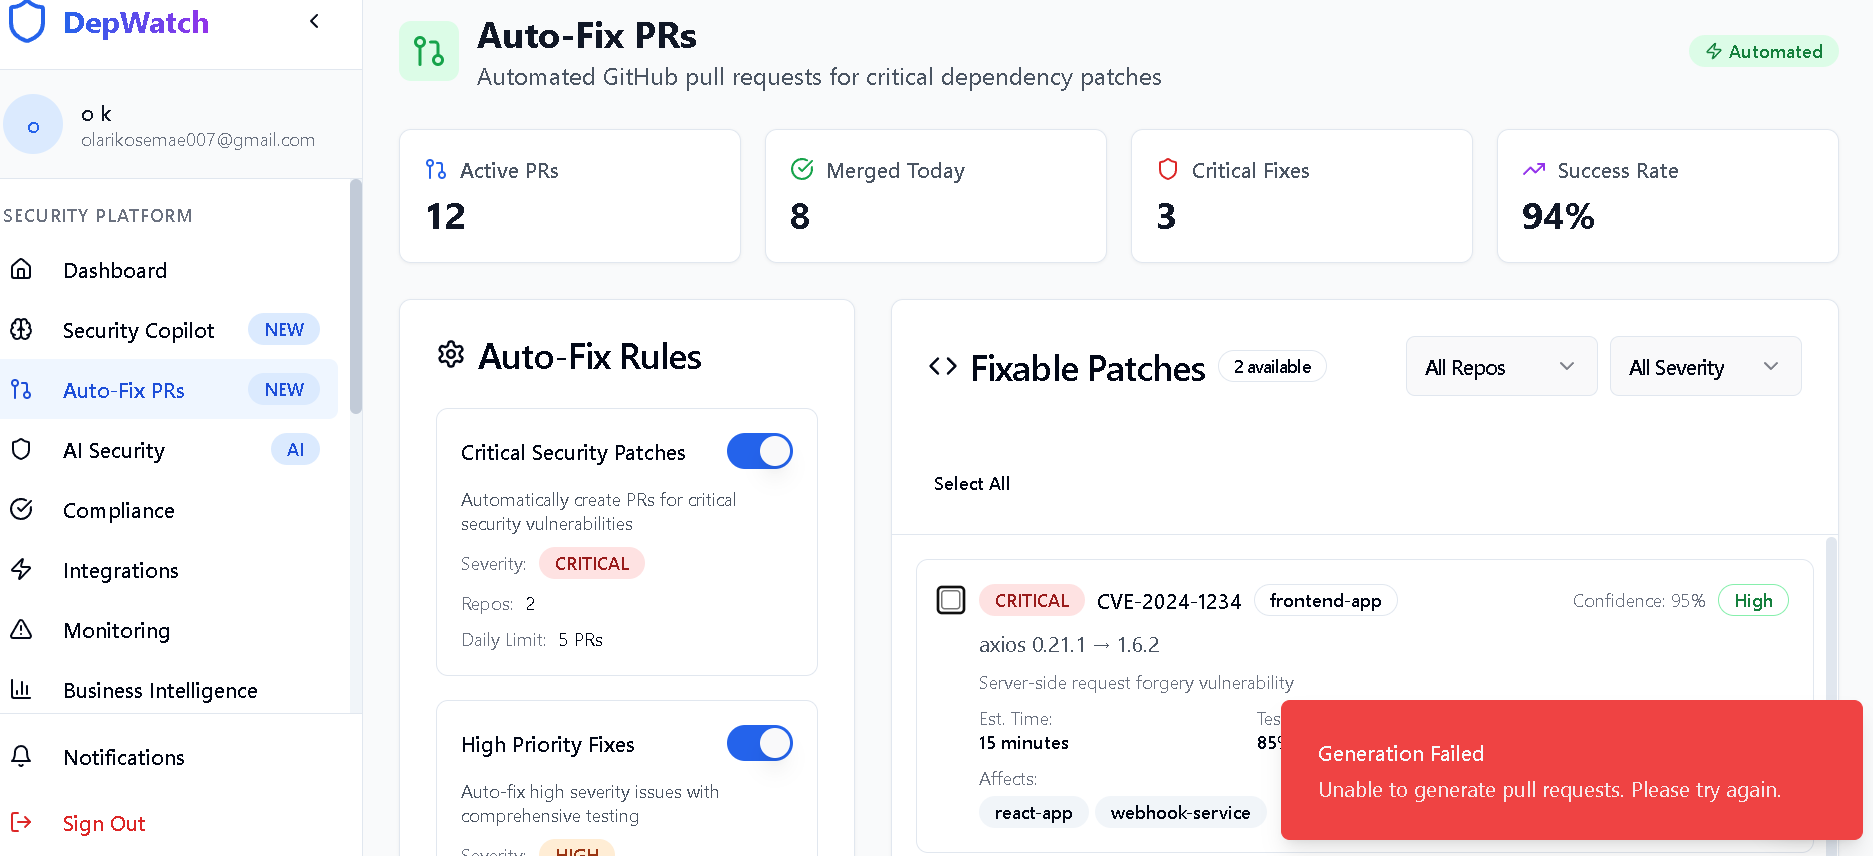 DepWatch
o
o k
olarikosemae007@gmail.com
SECURITY PLATFORM
Dashboard
Security Copilot NEW
Auto-Fix PRs NEW
AI Security AI
Compliance
Integrations
Monitoring
Business Intelligence
Notifications
Sign Out
Auto-Fix PRs
Automated GitHub pull requests for critical dependency patches
Automated
Active PRs
12
Merged Today
8
Critical Fixes
3
Success Rate
94%
Auto-Fix Rules
Critical Security Patches
Automatically create PRs for critical
security vulnerabilities
Severity: CRITICAL
Repos: 2
Daily Limit: 5 PRs
High Priority Fixes
Auto-fix high severity issues with
comprehensive testing
Severity: HIGH
Fixable Patches 2 available
All Repos
All Severity
Select All
CRITICAL CVE-2024-1234 frontend-app Confidence: 95% High
axios 0.21.1 → 1.6.2
Server-side request forgery vulnerability
Est. Time:
15 minutes
Affects:
react-app webhook-service
Generation Failed
Unable to generate pull requests. Please try again.